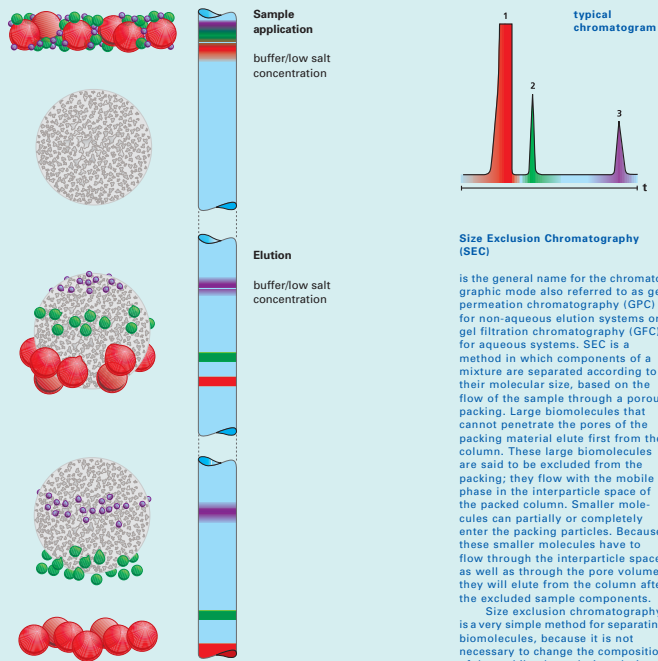 Sample
application
buffer/low salt
concentration
Elution
buffer/low salt
concentration
typical
chromatogram
1
2
3
t
Size Exclusion Chromatography
(SEC)
is the general name for the chromato
graphic mode also referred to as ge
permeation chromatography (GPC)
for non-aqueous elution systems or
gel filtration chromatography (GFC)
for aqueous systems. SEC is a
method in which components of a
mixture are separated according to
their molecular size, based on the
flow of the sample through a porou
packing. Large biomolecules that
cannot penetrate the pores of the
packing material elute first from the
column. These large biomolecules
are said to be excluded from the
packing; they flow with the mobile
phase in the interparticle space of
the packed column. Smaller mole-
cules can partially or completely
enter the packing particles. Because
these smaller molecules have to
flow through the interparticle space
as well as through the pore volume
they will elute from the column afte
the excluded sample components.
Size exclusion chromatography
is a very simple method for separatin
biomolecules, because it is not
necessary to change the compositio